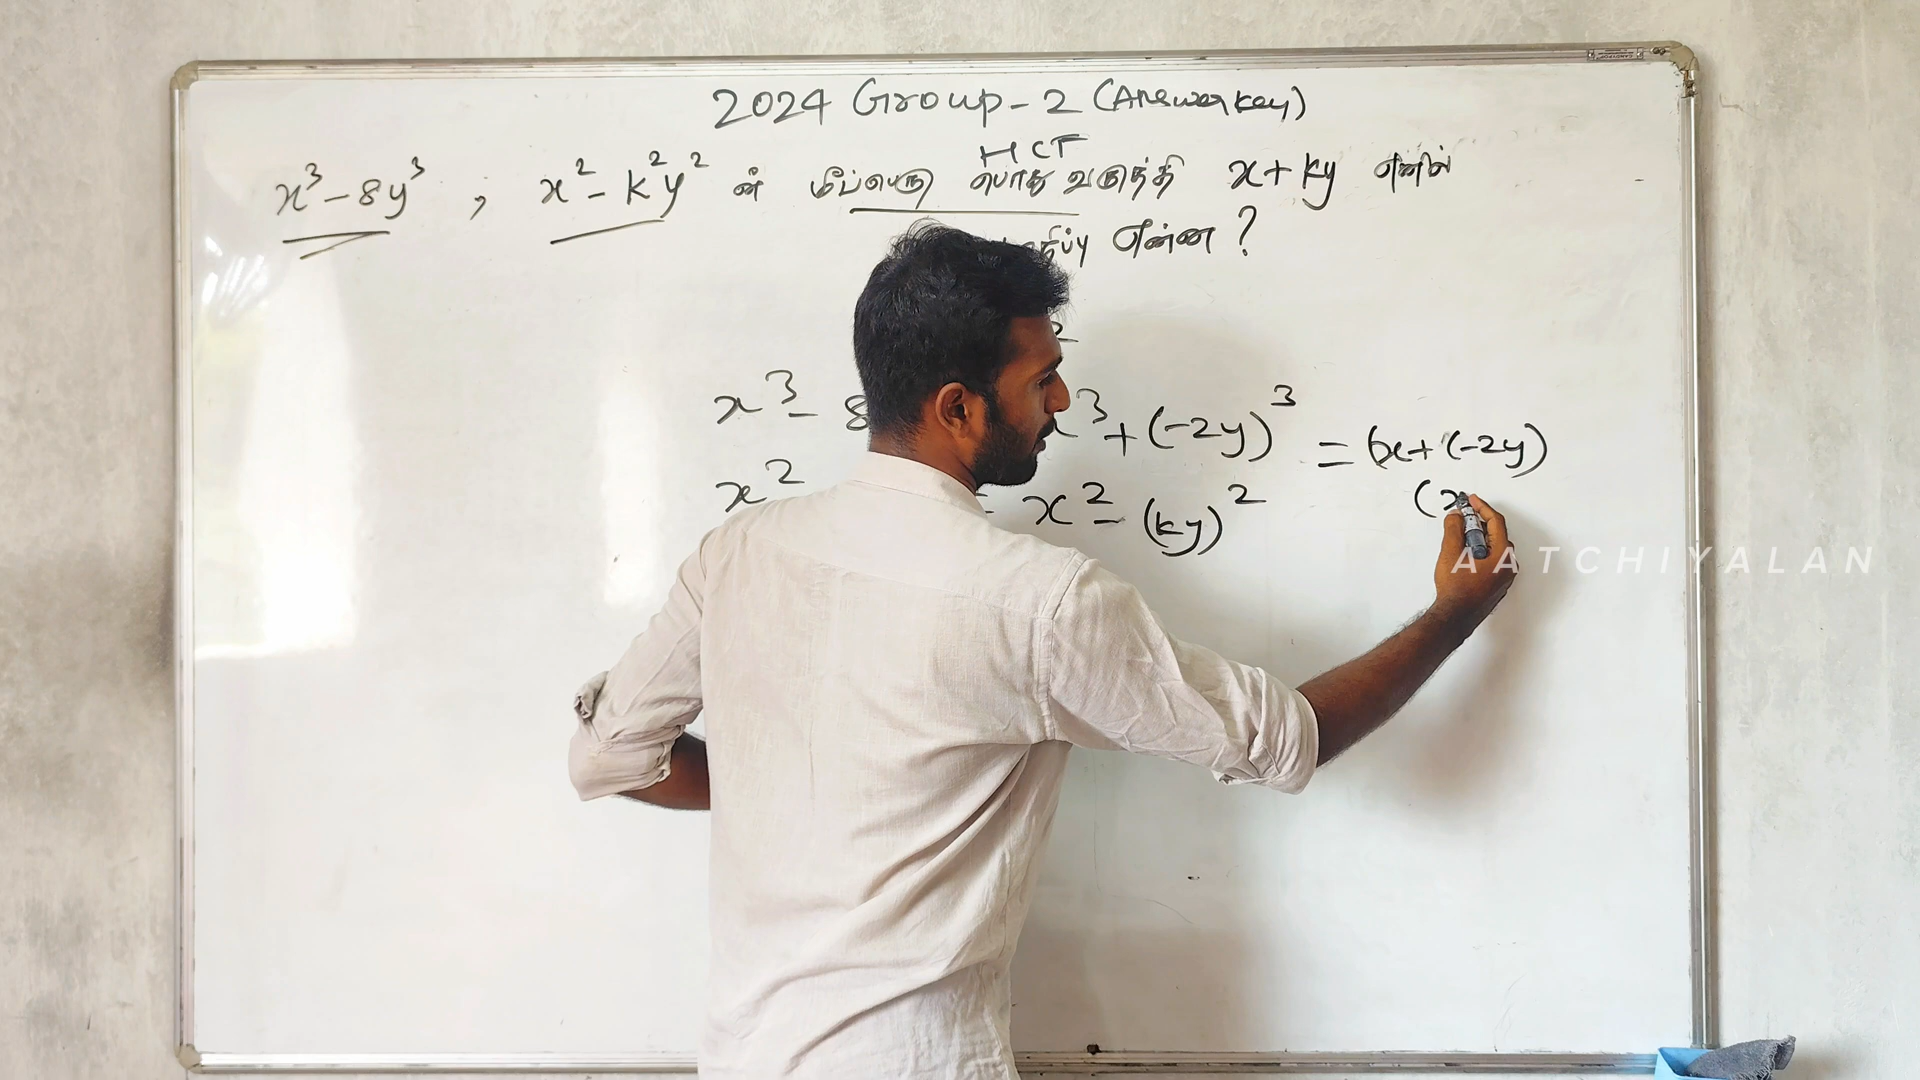 2024 Group-2 (Answer key)
HCF
x³-8y³ ; x²-k²y² ன் மீப்பெரு பொது வகுத்தி x+ky எனில்
என்ன ?
x³-8 ³+(-2y)³ = (x+(-2y)
(x
x² = x²-(ky)²
AATCHIYALAN